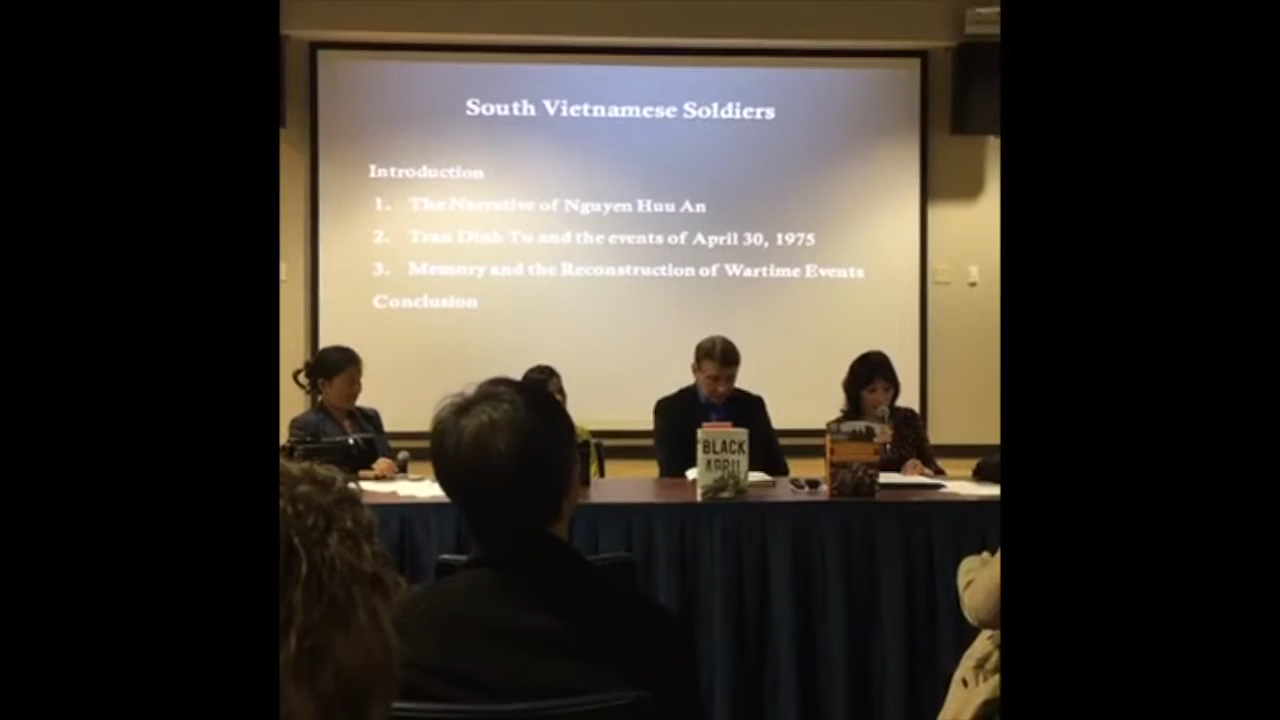 South Vietnamese Soldiers
Introduction
1. The Narrative of Nguyen Huu An
2. Tran Dinh Tu and the events of April 30, 1975
3. Memory and the Reconstruction of Wartime Events
Conclusion
BLACK
APRIL